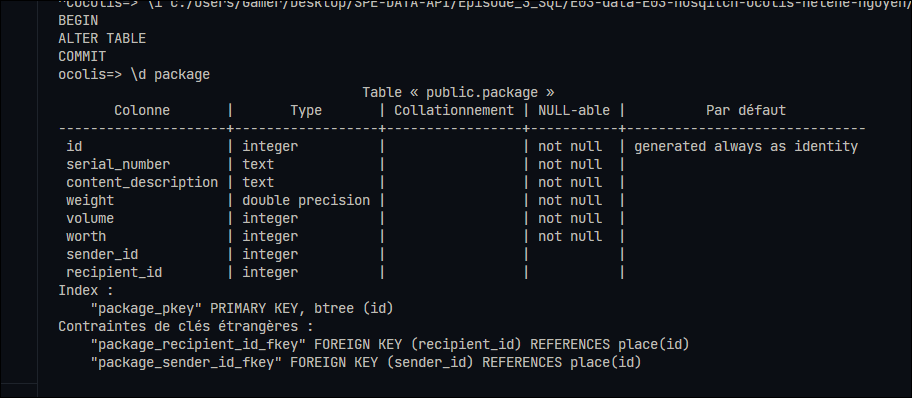 ocolis=> \i c:/Users/Gamer/Desktop/SPE-DATA-API/Episode_3_SQL/E03-data-E03-nosqitch-ocolis-helene-nguyen/
BEGIN
ALTER TABLE
COMMIT
ocolis=> \d package
Table « public.package »
Colonne | Type | Collationnement | NULL-able | Par défaut
---------------------+------------------+-----------------+-----------+------------------------------
id | integer | | not null | generated always as identity
serial_number | text | | not null |
content_description | text | | not null |
weight | double precision | | not null |
volume | integer | | not null |
worth | integer | | not null |
sender_id | integer | | |
recipient_id | integer | | |
Index :
"package_pkey" PRIMARY KEY, btree (id)
Contraintes de clés étrangères :
"package_recipient_id_fkey" FOREIGN KEY (recipient_id) REFERENCES place(id)
"package_sender_id_fkey" FOREIGN KEY (sender_id) REFERENCES place(id)